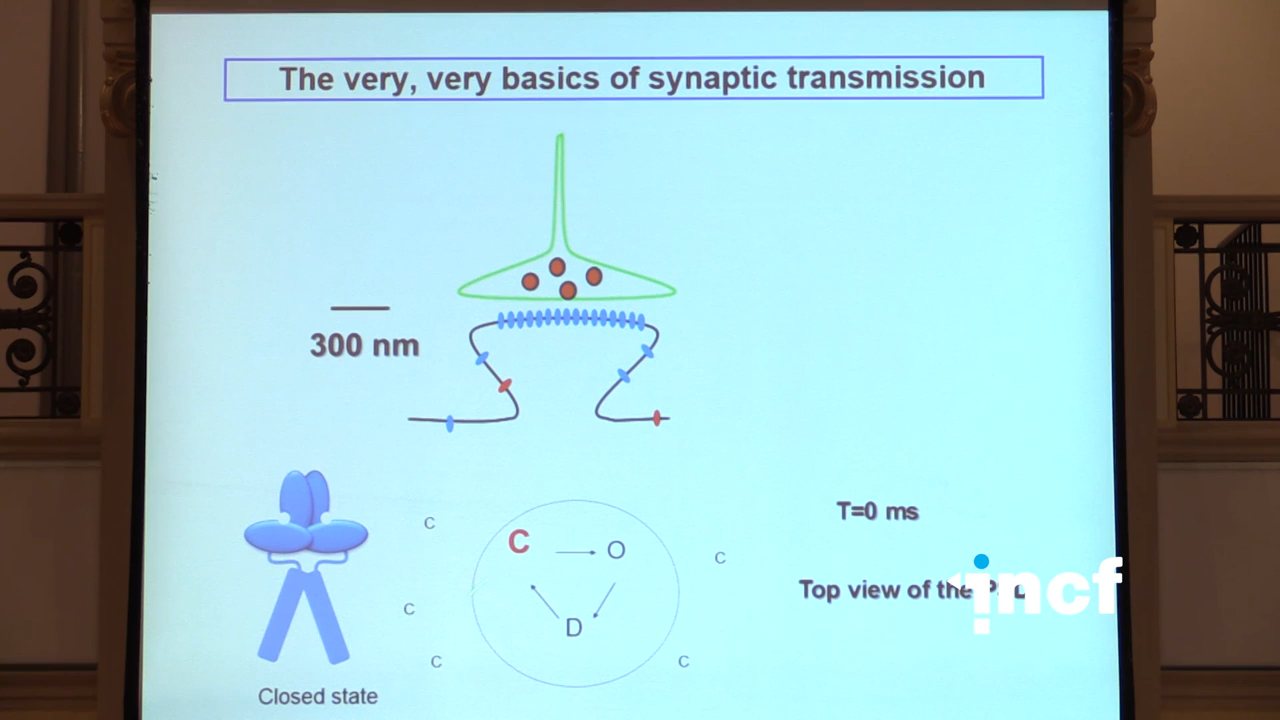 The very, very basics of synaptic transmission
300 nm
T=0 ms
C
C
O
C
Top view of the
incf
C
D
C
C
Closed state